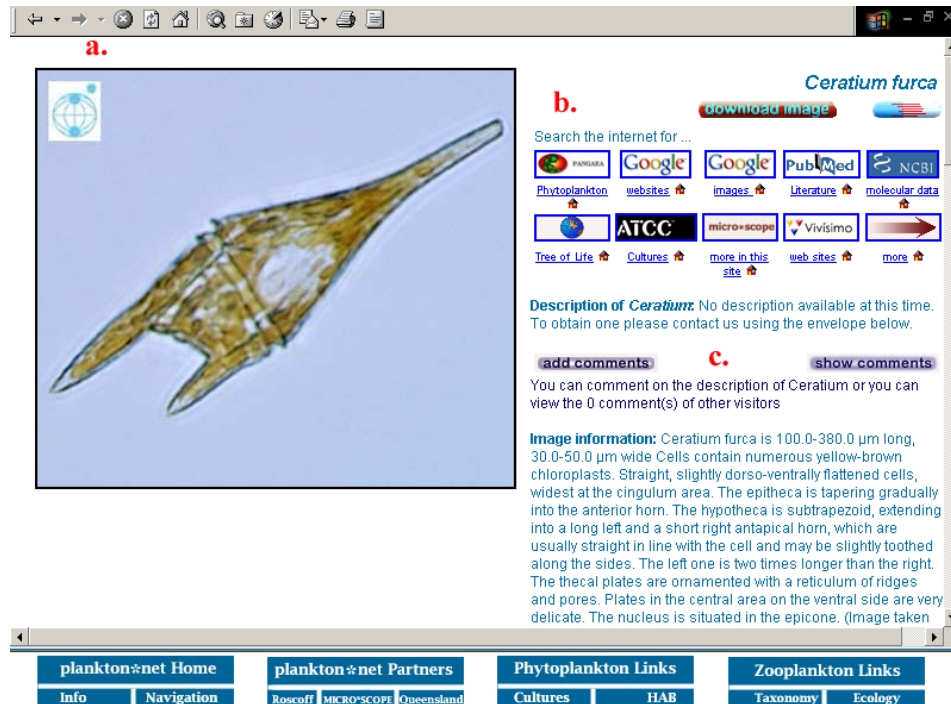 a.
Ceratium furca
b.
download image
Search the internet for ...
PANGAEA Google Google PubMed NCBI
Phytoplankton websites images Literature molecular data
ATCC micro*scope Vivísimo
Tree of Life Cultures more in this site web sites more
Description of Ceratium: No description available at this time.
To obtain one please contact us using the envelope below.
add comments c. show comments
You can comment on the description of Ceratium or you can
view the 0 comment(s) of other visitors
Image information: Ceratium furca is 100.0-380.0 µm long,
30.0-50.0 µm wide Cells contain numerous yellow-brown
chloroplasts. Straight, slightly dorso-ventrally flattened cells,
widest at the cingulum area. The epitheca is tapering gradually
into the anterior horn. The hypotheca is subtrapezoid, extending
into a long left and a short right antapical horn, which are
usually straight in line with the cell and may be slightly toothed
along the sides. The left one is two times longer than the right.
The thecal plates are ornamented with a reticulum of ridges
and pores. Plates in the central area on the ventral side are very
delicate. The nucleus is situated in the epicone. (Image taken
plankton*net Home plankton*net Partners Phytoplankton Links Zooplankton Links
Info Navigation Roscoff MICRO*SCOPE Queensland Cultures HAB Taxonomy Ecology